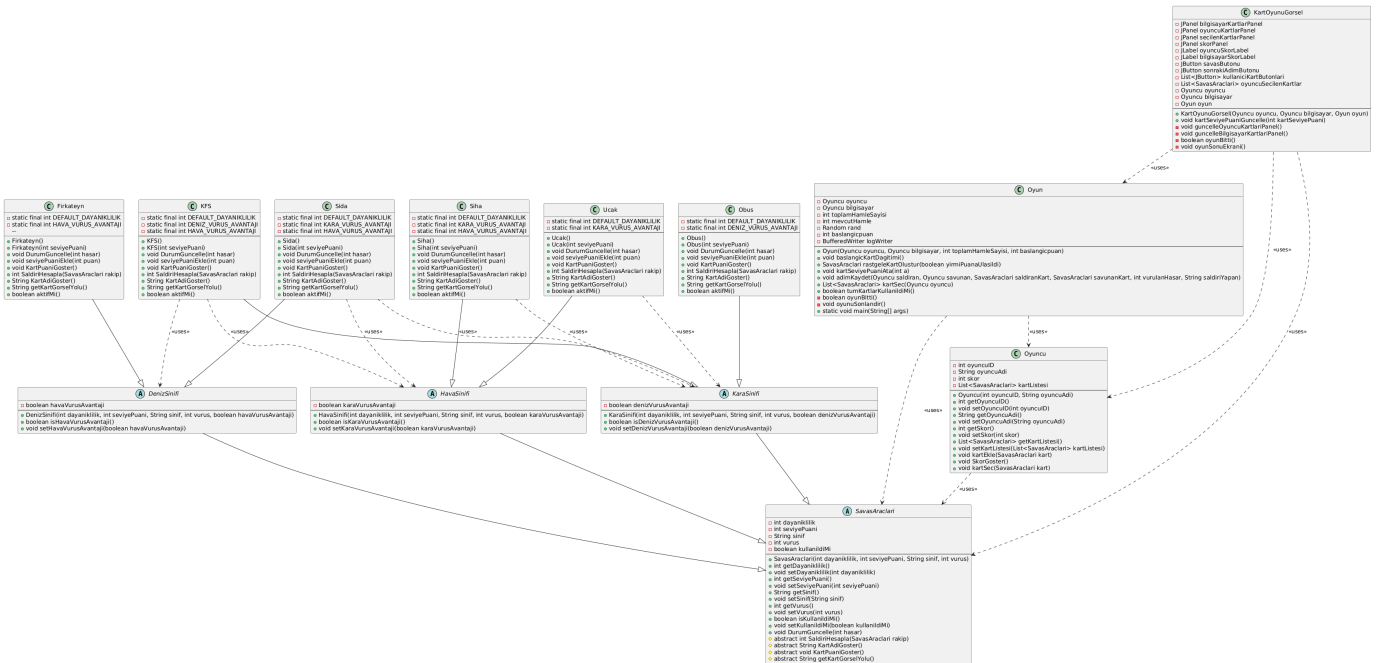 KartOyunuGorsel
JPanel bilgisayarKartlarPanel
JPanel oyuncuKartlarPanel
JPanel secilenKartlarPanel
JPanel skorPanel
JLabel oyuncuSkorLabel
JLabel bilgisayarSkorLabel
JButton savasButonu
JButton sonrakiAdimButonu
List<JButton> kullaniciKartButonlari
List<SavasAraclari> oyuncuSecilenKartlar
Oyuncu oyuncu
Oyuncu bilgisayar
Oyun oyun
KartOyunuGorsel(Oyuncu oyuncu, Oyuncu bilgisayar, Oyun oyun)
void kartSeviyePuaniGuncelle(int kartSeviyePuani)
void guncelleOyuncuKartlariPanel()
void guncelleBilgisayarKartlariPanel()
boolean oyunBitti()
void oyunSonuEkrani()
«uses»
«uses»
Firkateyn
static final int DEFAULT_DAYANIKLILIK
static final int HAVA_VURUS_AVANTAJI
...
Firkateyn()
Firkateyn(int seviyePuani)
void DurumGuncelle(int hasar)
void seviyePuaniEkle(int puan)
void KartPuaniGoster()
int SaldiriHesapla(SavasAraclari rakip)
String KartAdiGoster()
String getKartGorselYolu()
boolean aktifMi()
KFS
static final int DEFAULT_DAYANIKLILIK
static final int DENIZ_VURUS_AVANTAJI
static final int HAVA_VURUS_AVANTAJI
KFS()
KFS(int seviyePuani)
void DurumGuncelle(int hasar)
void seviyePuaniEkle(int puan)
void KartPuaniGoster()
int SaldiriHesapla(SavasAraclari rakip)
String KartAdiGoster()
String getKartGorselYolu()
boolean aktifMi()
Sida
static final int DEFAULT_DAYANIKLILIK
static final int KARA_VURUS_AVANTAJI
static final int HAVA_VURUS_AVANTAJI
Sida()
Sida(int seviyePuani)
void DurumGuncelle(int hasar)
void seviyePuaniEkle(int puan)
void KartPuaniGoster()
int SaldiriHesapla(SavasAraclari rakip)
String KartAdiGoster()
String getKartGorselYolu()
boolean aktifMi()
Siha
static final int DEFAULT_DAYANIKLILIK
static final int KARA_VURUS_AVANTAJI
static final int HAVA_VURUS_AVANTAJI
Siha()
Siha(int seviyePuani)
void DurumGuncelle(int hasar)
void seviyePuaniEkle(int puan)
void KartPuaniGoster()
int SaldiriHesapla(SavasAraclari rakip)
String KartAdiGoster()
String getKartGorselYolu()
boolean aktifMi()
Ucak
static final int DEFAULT_DAYANIKLILIK
static final int KARA_VURUS_AVANTAJI
Ucak()
Ucak(int seviyePuani)
void DurumGuncelle(int hasar)
void seviyePuaniEkle(int puan)
void KartPuaniGoster()
int SaldiriHesapla(SavasAraclari rakip)
String KartAdiGoster()
String getKartGorselYolu()
boolean aktifMi()
Obus
static final int DEFAULT_DAYANIKLILIK
static final int DENIZ_VURUS_AVANTAJI
Obus()
Obus(int seviyePuani)
void DurumGuncelle(int hasar)
void seviyePuaniEkle(int puan)
void KartPuaniGoster()
int SaldiriHesapla(SavasAraclari rakip)
String KartAdiGoster()
String getKartGorselYolu()
boolean aktifMi()
Oyun
Oyuncu oyuncu
Oyuncu bilgisayar
int toplamHamleSayisi
int mevcutHamle
Random rand
int baslangicpuan
BufferedWriter logWriter
Oyun(Oyuncu oyuncu, Oyuncu bilgisayar, int toplamHamleSayisi, int baslangicpuan)
void baslangicKartDagitimi()
SavasAraclari rastgeleKartOlustur(boolean yirmiPuanaUlasildi)
void kartSeviyePuaniAta(int a)
void adimKaydet(Oyuncu saldiran, Oyuncu savunan, SavasAraclari saldiranKart, SavasAraclari savunanKart, int vurulanHasar, String saldiriYapan)
List<SavasAraclari> kartSec(Oyuncu oyuncu)
boolean tumKartlarKullanildiMi()
boolean oyunBitti()
void oyunuSonlandir()
static void main(String[] args)
«uses»
«uses»
«uses»
«uses»
«uses»
«uses»
DenizSinifi
boolean havaVurusAvantaji
DenizSinifi(int dayaniklilik, int seviyePuani, String sinif, int vurus, boolean havaVurusAvantaji)
boolean isHavaVurusAvantaji()
void setHavaVurusAvantaji(boolean havaVurusAvantaji)
HavaSinifi
boolean karaVurusAvantaji
HavaSinifi(int dayaniklilik, int seviyePuani, String sinif, int vurus, boolean karaVurusAvantaji)
boolean isKaraVurusAvantaji()
void setKaraVurusAvantaji(boolean karaVurusAvantaji)
KaraSinifi
boolean denizVurusAvantaji
KaraSinifi(int dayaniklilik, int seviyePuani, String sinif, int vurus, boolean denizVurusAvantaji)
boolean isDenizVurusAvantaji()
void setDenizVurusAvantaji(boolean denizVurusAvantaji)
«uses»
«uses»
Oyuncu
int oyuncuID
String oyuncuAdi
int skor
List<SavasAraclari> kartListesi
Oyuncu(int oyuncuID, String oyuncuAdi)
int getOyuncuID()
void setOyuncuID(int oyuncuID)
String getOyuncuAdi()
void setOyuncuAdi(String oyuncuAdi)
int getSkor()
void setSkor(int skor)
List<SavasAraclari> getKartListesi()
void setKartListesi(List<SavasAraclari> kartListesi)
void kartEkle(SavasAraclari kart)
void SkorGoster()
void kartSec(SavasAraclari kart)
«uses»
SavasAraclari
int dayaniklilik
int seviyePuani
String sinif
int vurus
boolean kullanildiMi
SavasAraclari(int dayaniklilik, int seviyePuani, String sinif, int vurus)
int getDayaniklilik()
void setDayaniklilik(int dayaniklilik)
int getSeviyePuani()
void setSeviyePuani(int seviyePuani)
String getSinif()
void setSinif(String sinif)
int getVurus()
void setVurus(int vurus)
boolean isKullanildiMi()
void setKullanildiMi(boolean kullanildiMi)
void DurumGuncelle(int hasar)
abstract int SaldiriHesapla(SavasAraclari rakip)
abstract String KartAdiGoster()
abstract void KartPuaniGoster()
abstract String getKartGorselYolu()